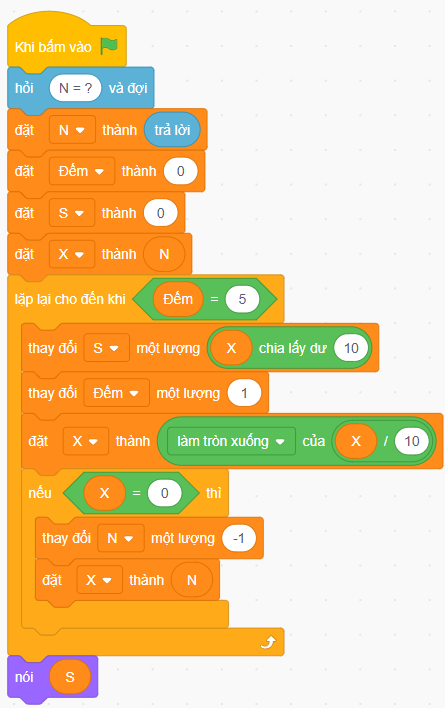 Khi bấm vào
hỏi N = ? và đợi
đặt N thành trả lời
đặt Đếm thành 0
đặt S thành 0
đặt X thành N
lặp lại cho đến khi Đếm = 5
thay đổi S một lượng X chia lấy dư 10
thay đổi Đếm một lượng 1
đặt X thành làm tròn xuống của X / 10
nếu X = 0 thì
thay đổi N một lượng -1
đặt X thành N
nói S